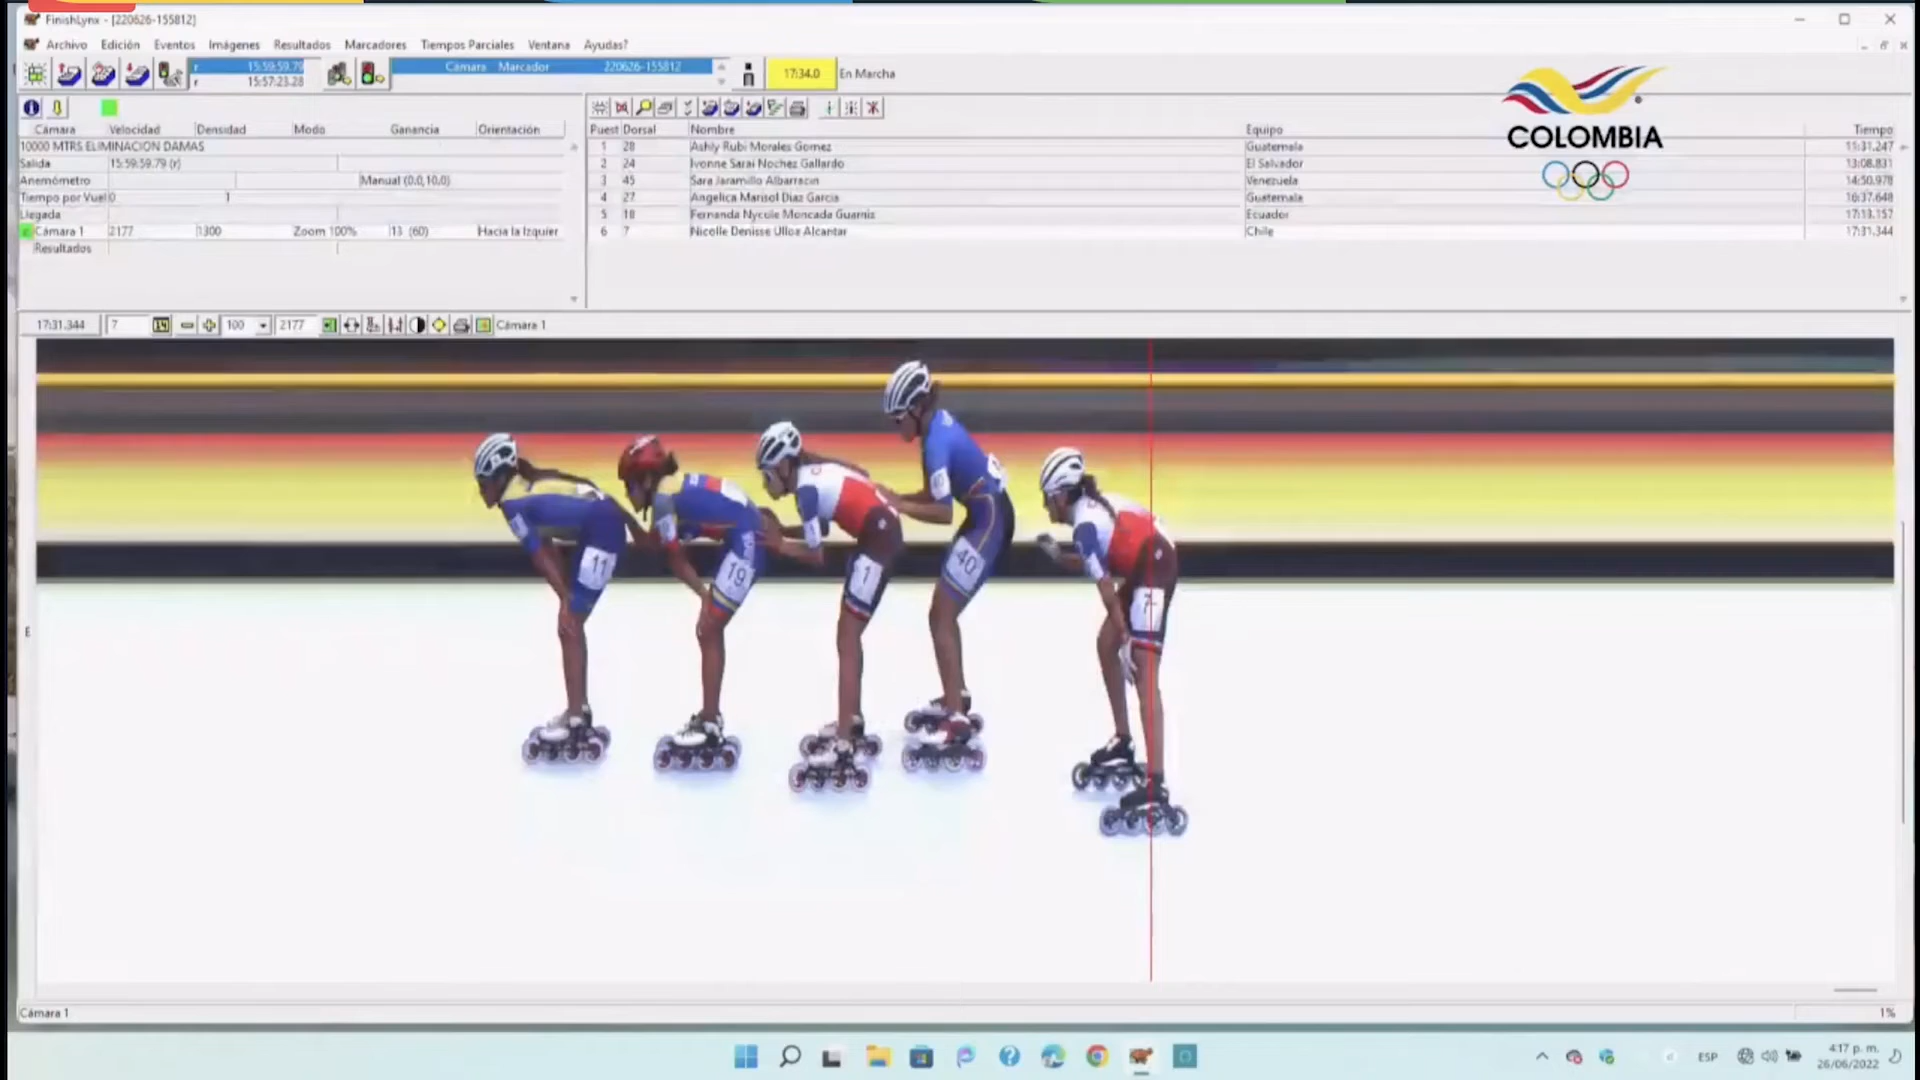 FinishLynx - [220626-155812]
Archivo Edición Eventos Imágenes Resultados Marcadores Tiempos Parciales Ventana Ayudas?
r 15:59:59.79
r 15:57:23.28
Cámara Marcador 220626-155812
17:34.0 En Marcha
COLOMBIA
Cámara Velocidad Densidad Modo Ganancia Orientación
10000 MTRS ELIMINACION DAMAS
Salida 15:59:59.79 (r)
Anemómetro Manual (0.0,10.0)
Tiempo por Vuel 0 1
Llegada
Cámara 1 2177 1300 Zoom 100% 13 (60) Hacia la Izquier
Resultados
Puest Dorsal Nombre Equipo Tiempo
1 28 Ashly Rubi Morales Gomez Guatemala 15:31.247
2 24 Ivonne Sarai Nochez Gallardo El Salvador 13:08.831
3 45 Sara Jaramillo Albarracin Venezuela 14:50.978
4 27 Angelica Marisol Diaz Garcia Guatemala 16:37.648
5 18 Fernanda Nycole Moncada Guarniz Ecuador 17:13.157
6 7 Nicolle Denisse Ulloa Alcantar Chile 17:31.344
17:31.344 7 100 2177 Cámara 1
11
19
1
40
7
E
Cámara 1 1%
ESP
4:17 p. m.
26/06/2022